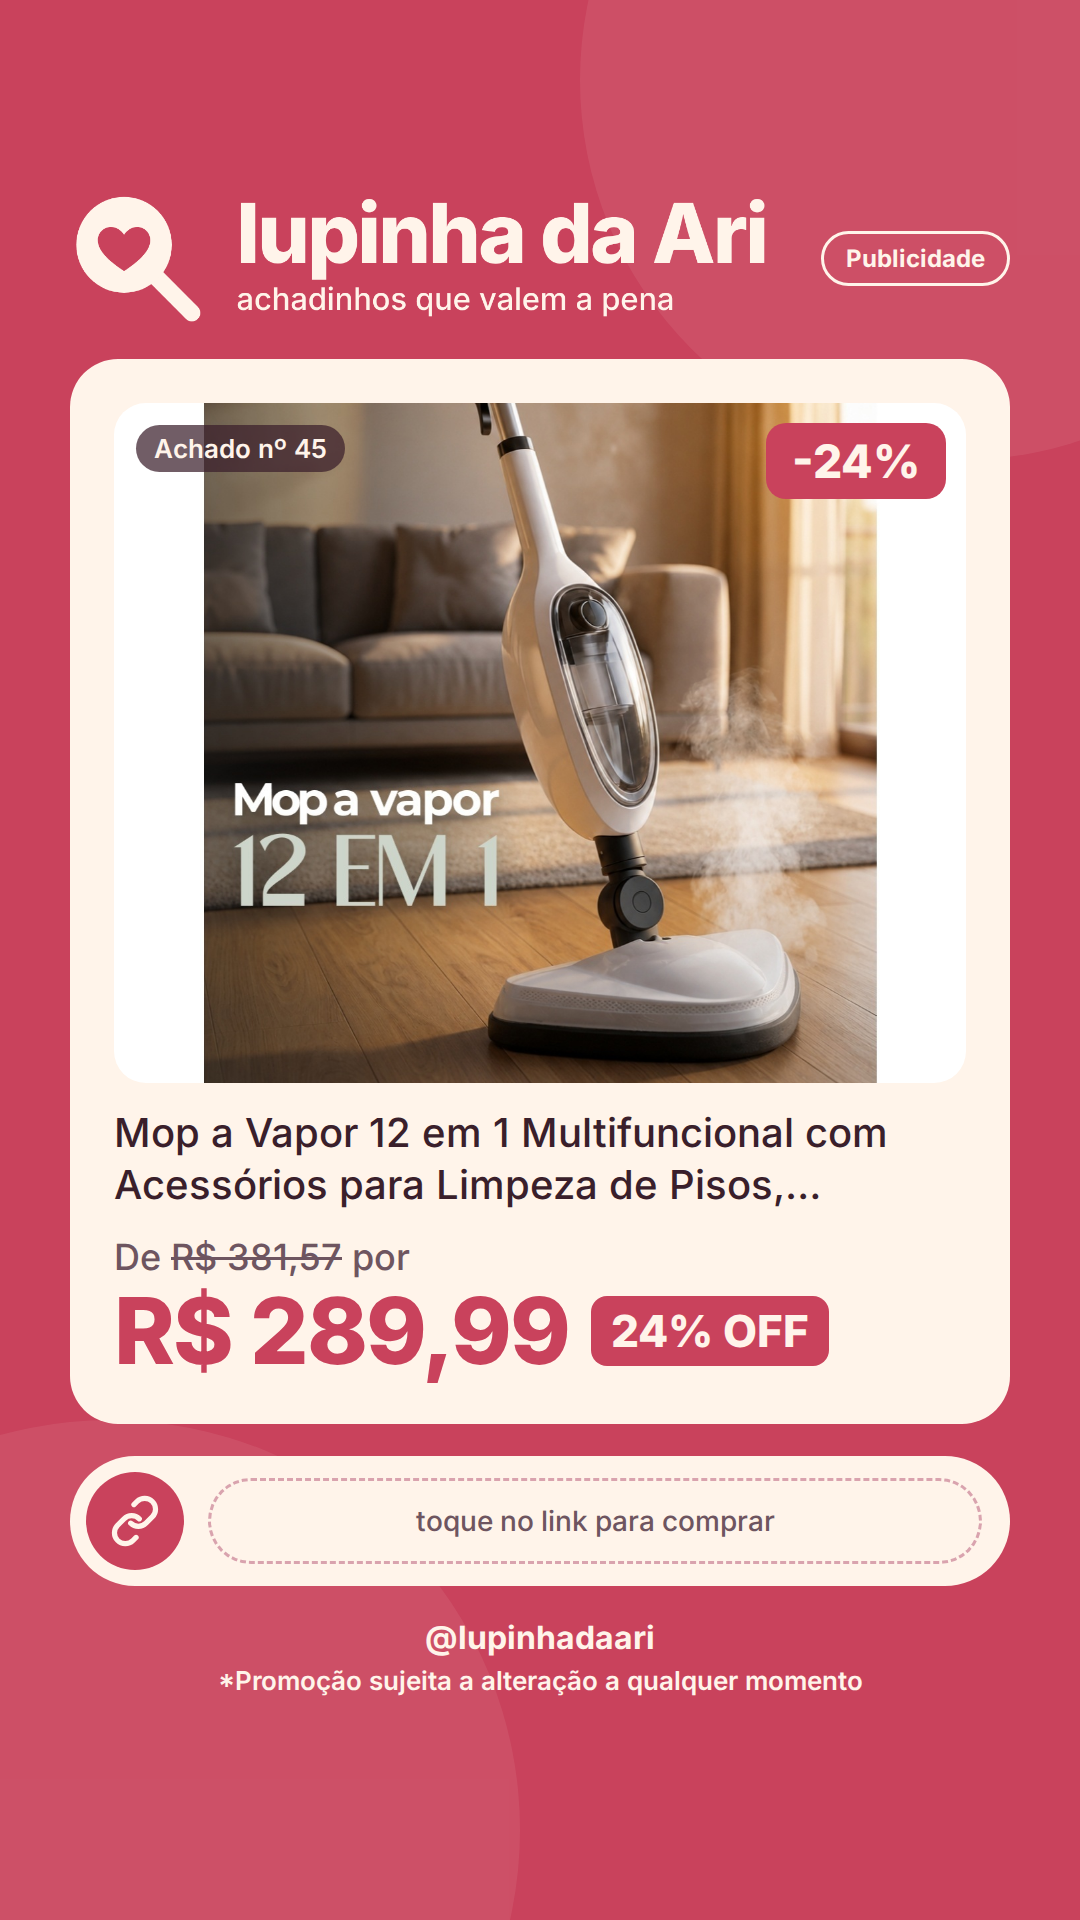 lupinha da Ari
achadinhos que valem a pena
Publicidade
Achado nº 45
-24%
Mop a vapor
12 EM 1
Mop a Vapor 12 em 1 Multifuncional com
Acessórios para Limpeza de Pisos,...
De R$ 381,57 por
R$ 289,99
24% OFF
toque no link para comprar
@lupinhadaari
*Promoção sujeita a alteração a qualquer momento